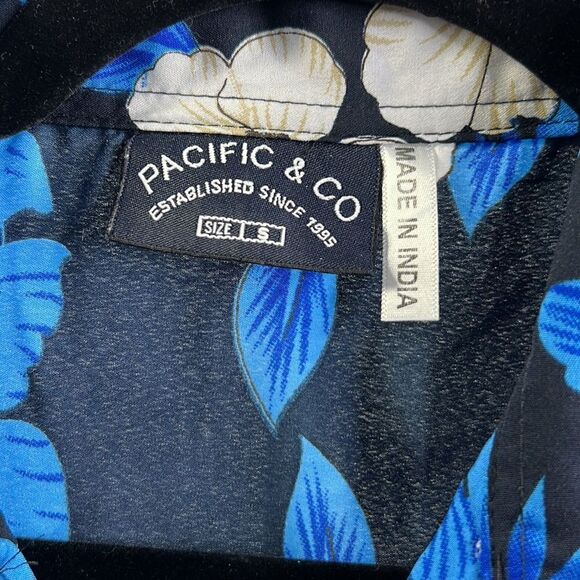 PACIFIC & CO
ESTABLISHED SINCE 1995
SIZE S
MADE IN INDIA